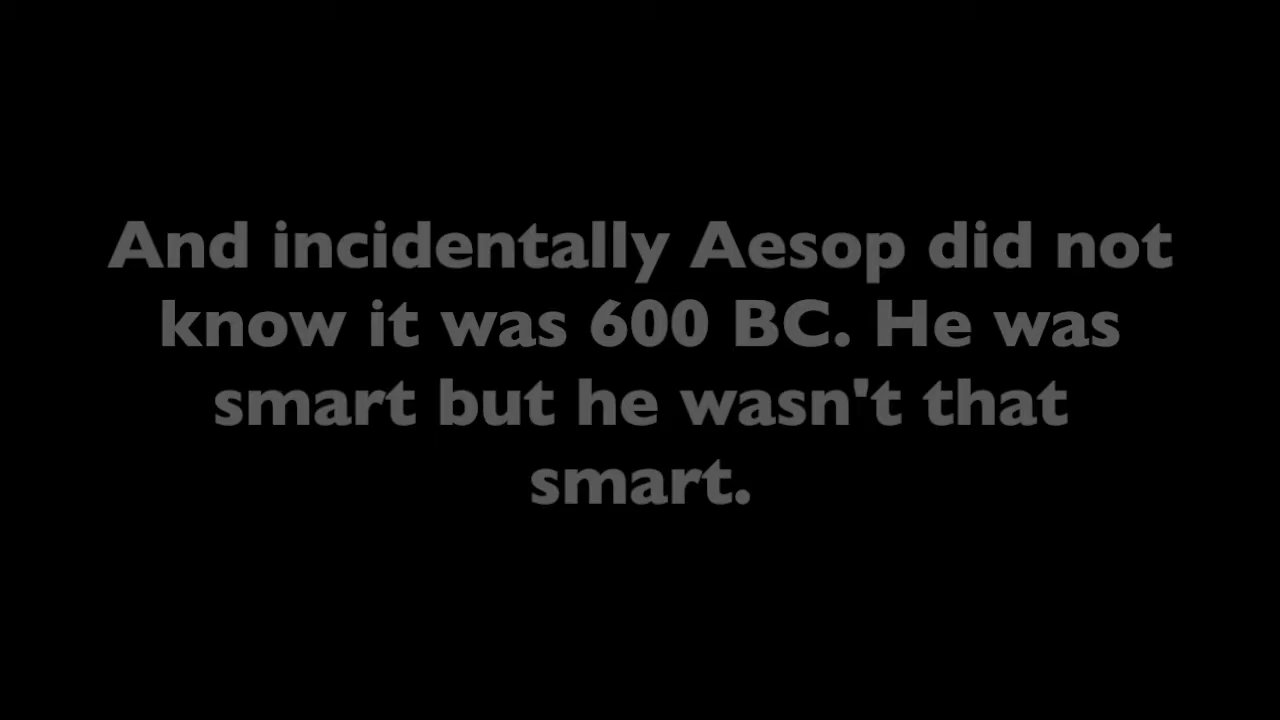 And incidentally Aesop did not
know it was 600 BC. He was
smart but he wasn't that
smart.